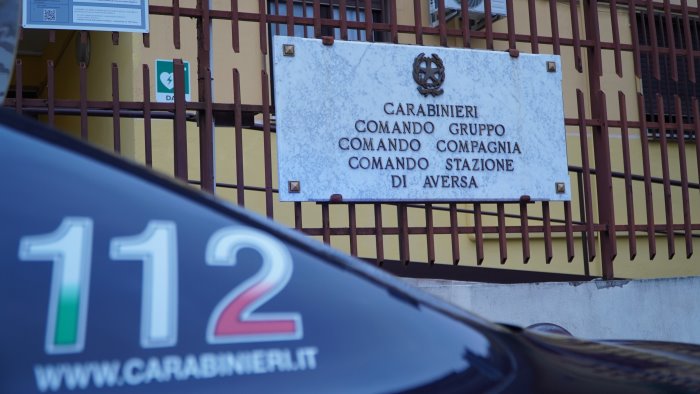 CARABINIERI
COMANDO GRUPPO
COMANDO COMPAGNIA
COMANDO STAZIONE
DI AVERSA
112
WWW.CARABINIERI.IT